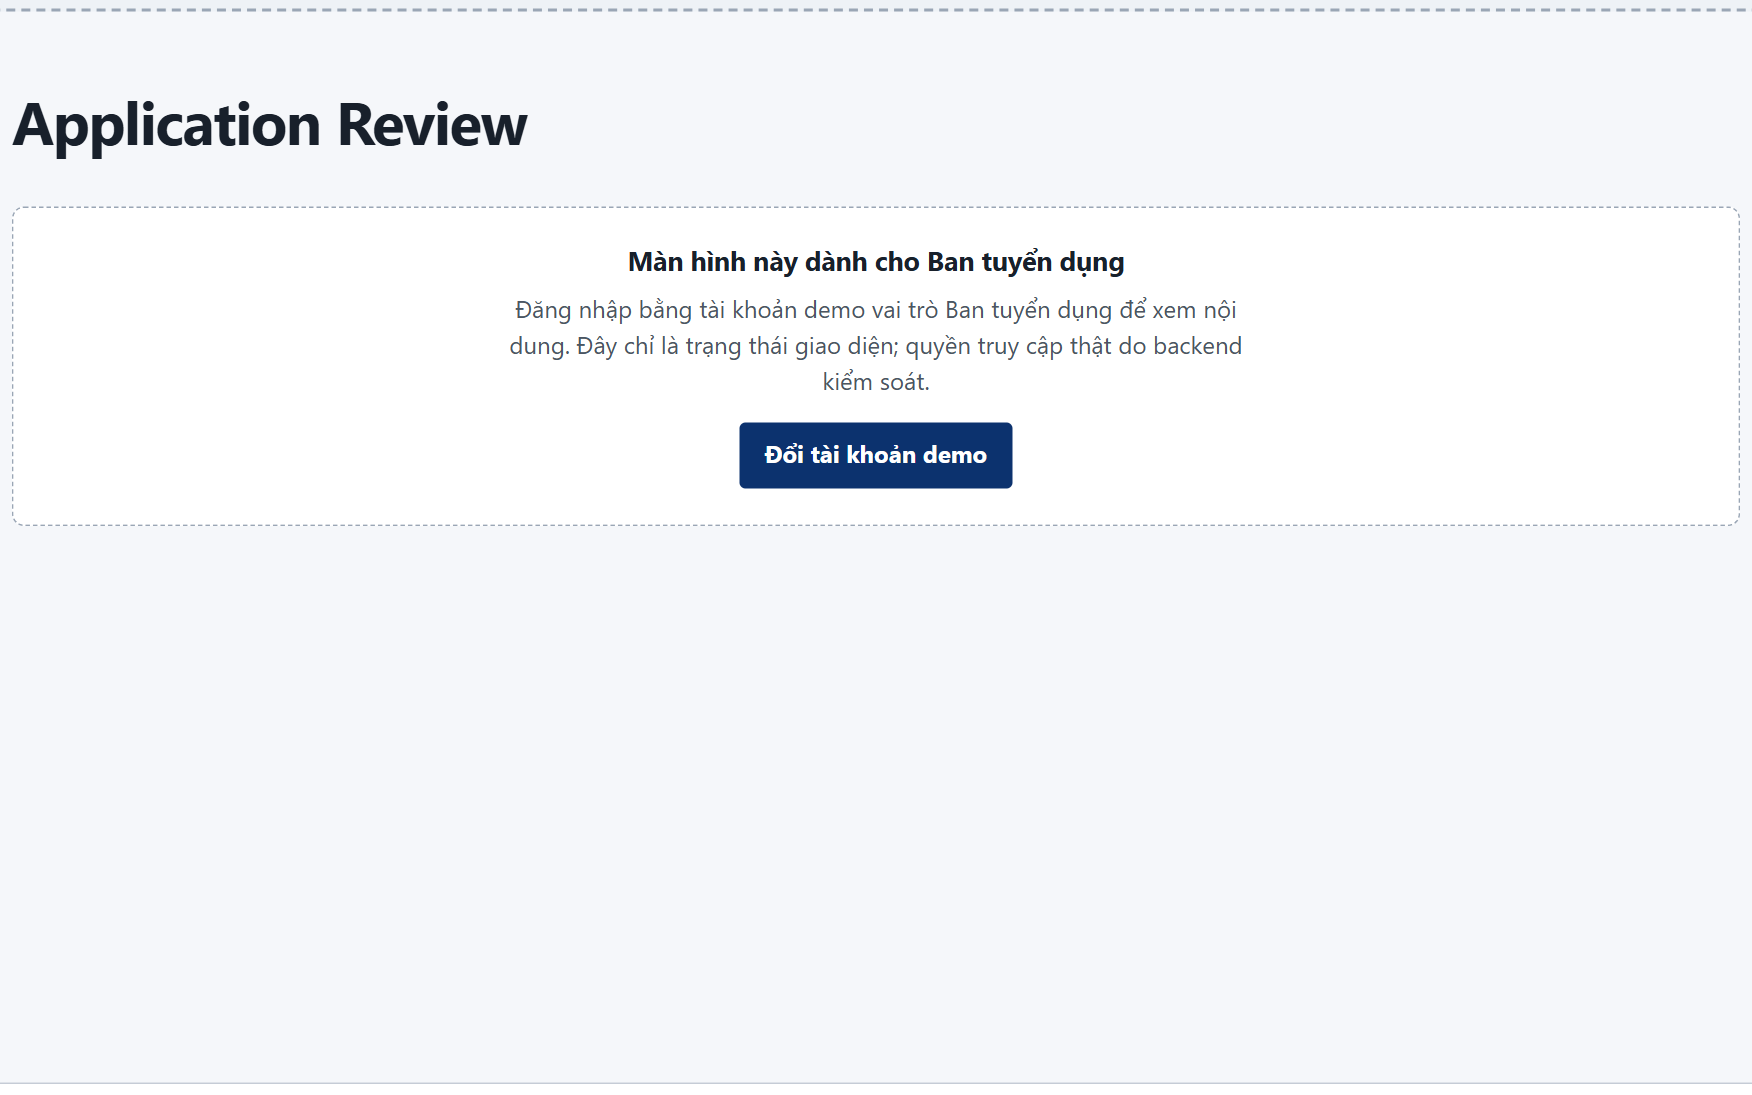 Application Review
Màn hình này dành cho Ban tuyển dụng
Đăng nhập bằng tài khoản demo vai trò Ban tuyển dụng để xem nội
dung. Đây chỉ là trạng thái giao diện; quyền truy cập thật do backend
kiểm soát.
Đổi tài khoản demo